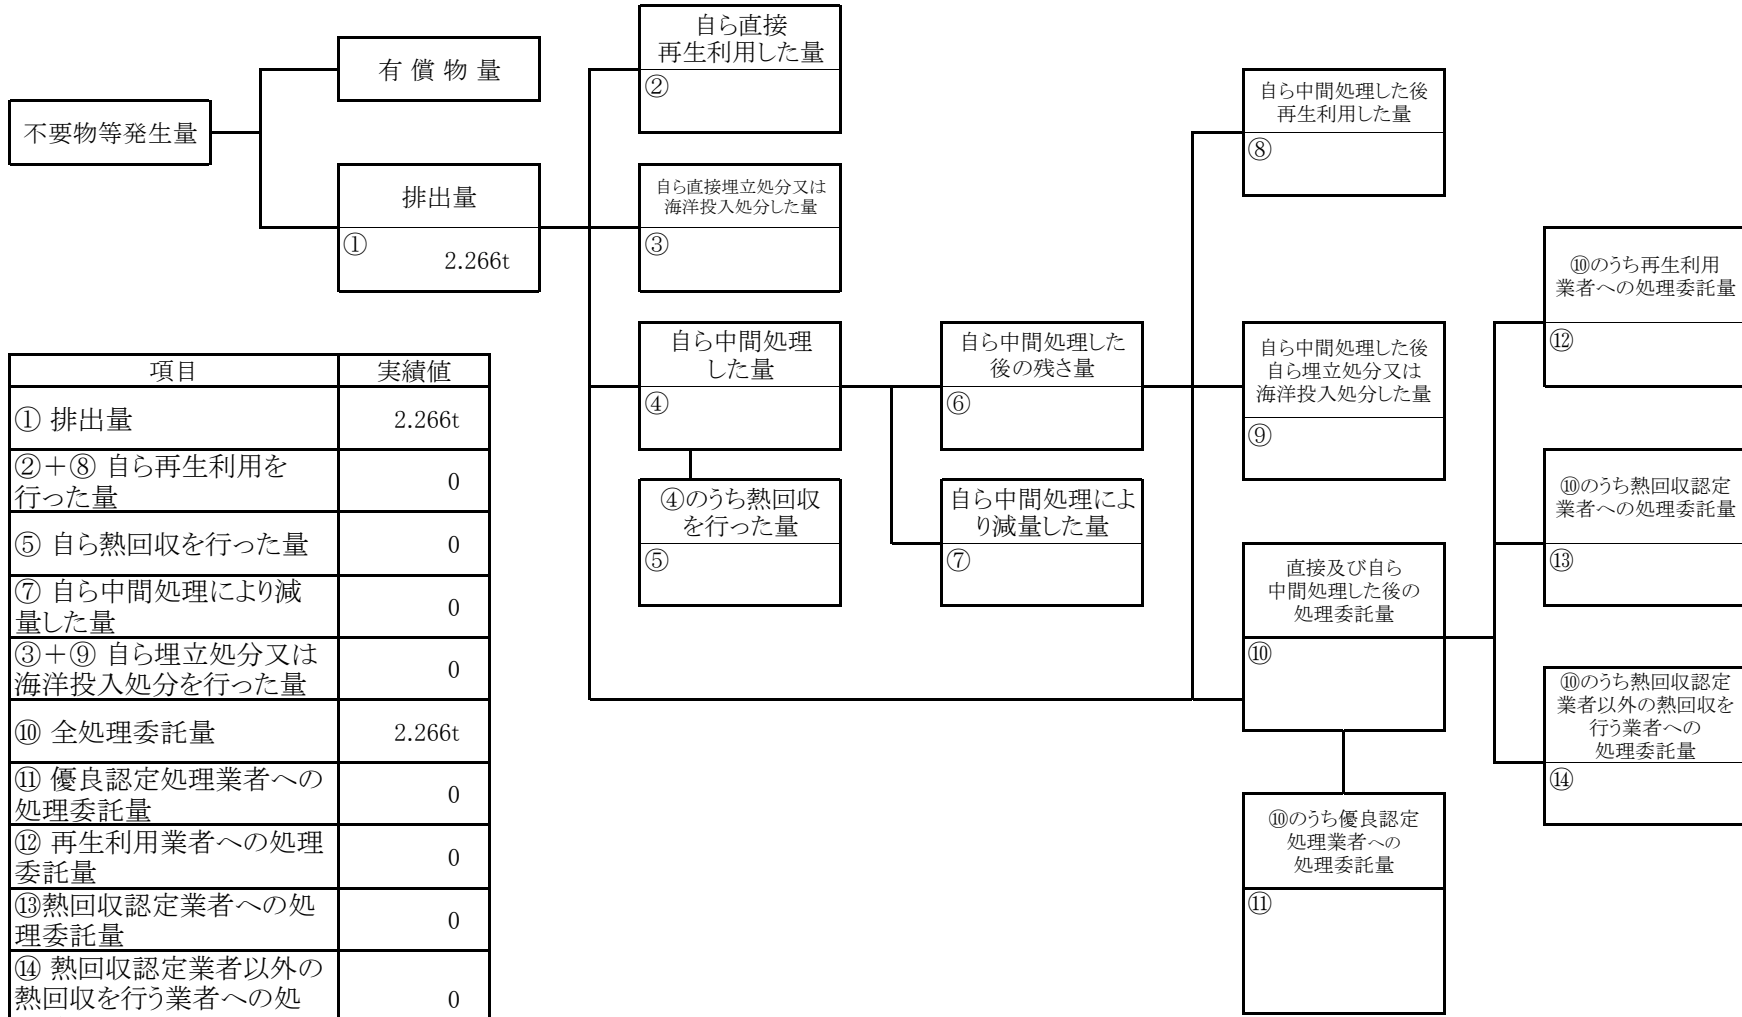 不要物等発生量
有 償 物 量
排出量
①
2.266t
自ら直接
再生利用した量
②
自ら直接埋立処分又は
海洋投入処分した量
③
自ら中間処理
した量
④
④のうち熱回収
を行った量
⑤
自ら中間処理した
後の残さ量
⑥
自ら中間処理によ
り減量した量
⑦
自ら中間処理した後
再生利用した量
⑧
自ら中間処理した後
自ら埋立処分又は
海洋投入処分した量
⑨
直接及び自ら
中間処理した後の
処理委託量
⑩
⑩のうち優良認定
処理業者への
処理委託量
⑪
⑩のうち再生利用
業者への処理委託量
⑫
⑩のうち熱回収認定
業者への処理委託量
⑬
⑩のうち熱回収認定
業者以外の熱回収を
行う業者への
処理委託量
⑭
項目 実績値
① 排出量 2.266t
②+⑧ 自ら再生利用を
行った量 0
⑤ 自ら熱回収を行った量 0
⑦ 自ら中間処理により減
量した量 0
③+⑨ 自ら埋立処分又は
海洋投入処分を行った量 0
⑩ 全処理委託量 2.266t
⑪ 優良認定処理業者への
処理委託量 0
⑫ 再生利用業者への処理
委託量 0
⑬熱回収認定業者への処
理委託量 0
⑭ 熱回収認定業者以外の
熱回収を行う業者への処 0